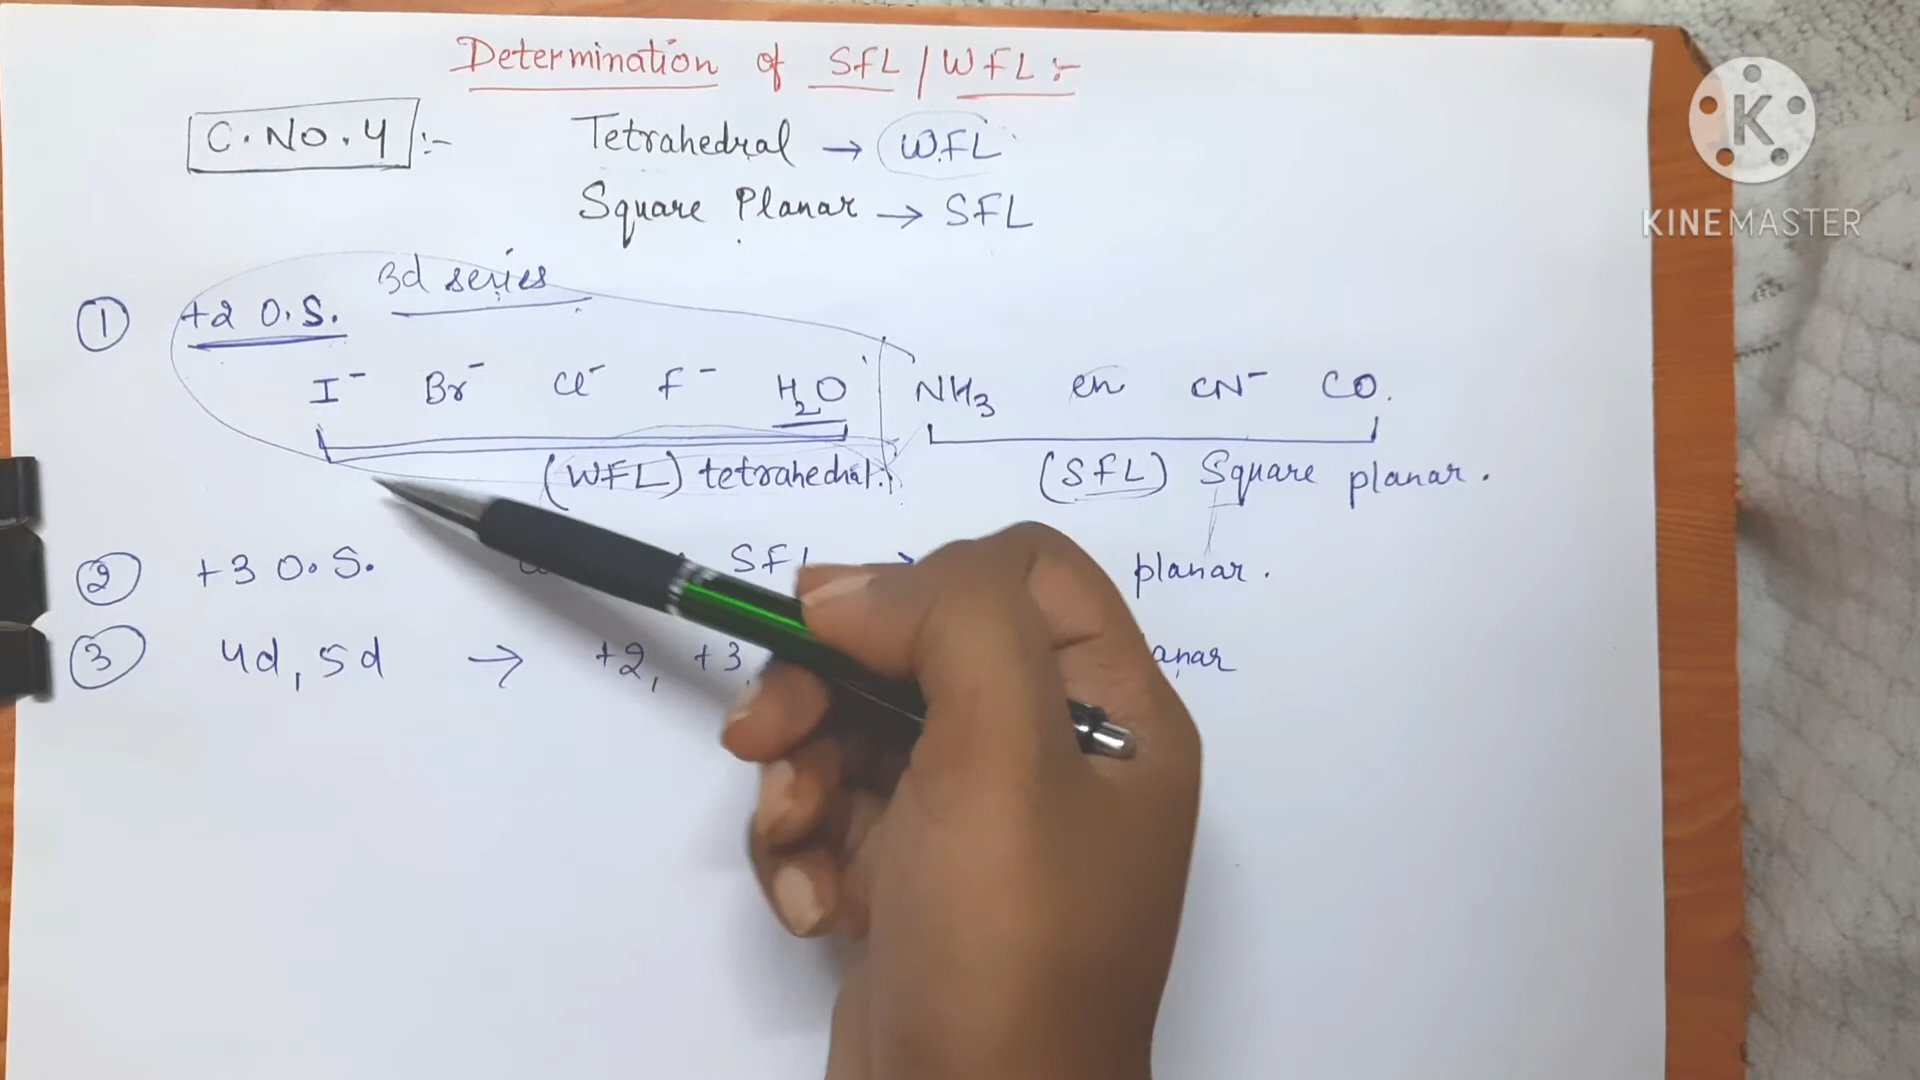 Determination of SFL / WFL :-
C. No. 4 :- Tetrahedral → WFL
Square Planar → SFL
① +2 O.S. 3d series
I⁻ Br⁻ Cl⁻ F⁻ H₂O NH₃ en CN⁻ CO.
(WFL) tetrahedral. (SFL) Square planar.
② +3 O.S. SFL → planar.
③ 4d, 5d → +2, +3,
K
KINEMASTER